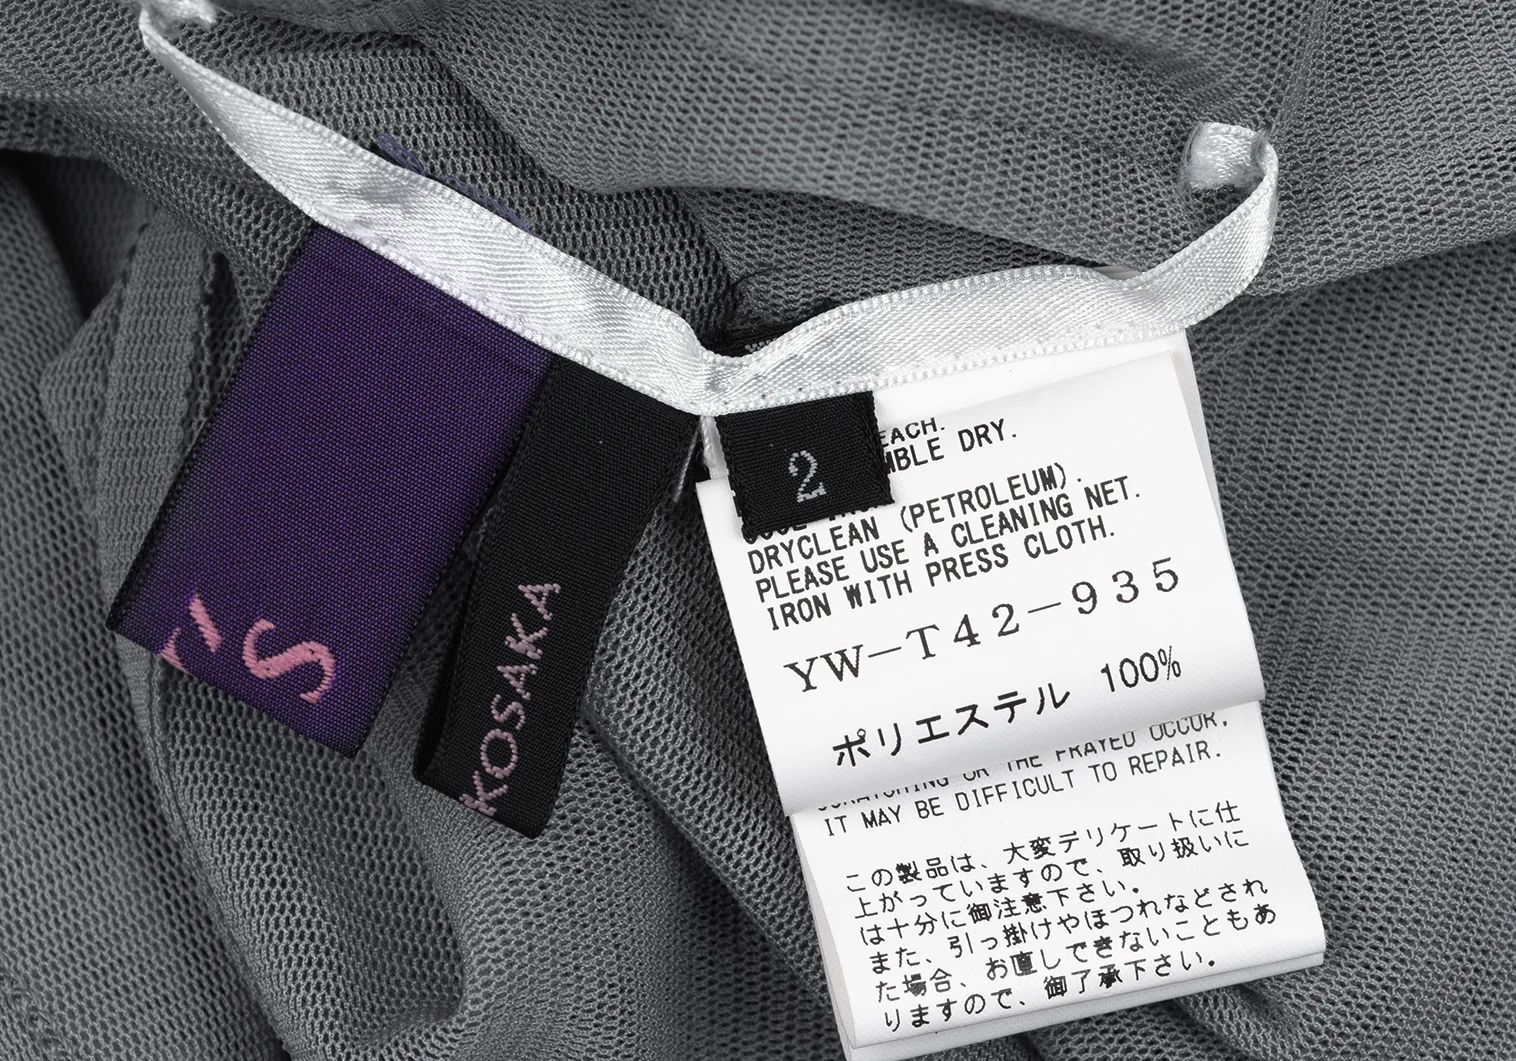 'S
KOSAKA
2
EACH.
MBLE DRY.
DRYCLEAN (PETROLEUM).
PLEASE USE A CLEANING NET.
IRON WITH PRESS CLOTH.
YW-T42-935
ポリエステル 100%
OR THE FRAYED OCCUR,
IT MAY BE DIFFICULT TO REPAIR.
この製品は、大変デリケートに仕
上がっていますので、取り扱いに
は十分に御注意下さい。
また、引っ掛けやほつれなどされ
た場合、お直しできないこともあ
りますので、御了承下さい。